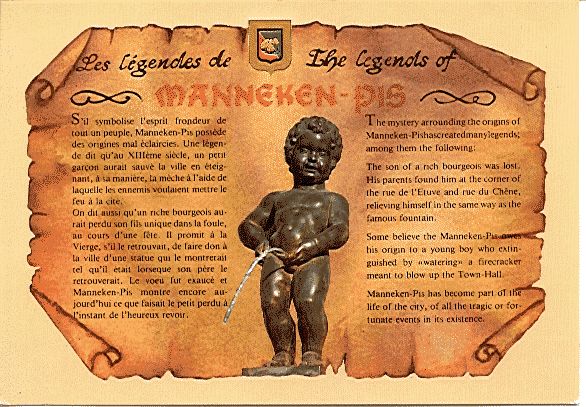 Les légendes de
The legends of
MANNEKEN-PIS
S'il symbolise l'esprit frondeur de
tout un peuple, Manneken-Pis possède
des origines mal éclaircies. Une légen-
de dit qu'au XIIIème siècle, un petit
garçon aurait sauvé la ville en éteig-
nant, à sa manière, la mèche à l'aide de
laquelle les ennemis voulaient mettre le
feu à la cité.
On dit aussi qu'un riche bourgeois au-
rait perdu son fils unique dans la foule,
au cours d'une fête. Il promit à la
Vierge, s'il le retrouvait, de faire don à
la ville d'une statue qui le montrerait
tel qu'il était lorseque son père le
retrouverait. Le voeu fut exaucé et
Manneken-Pis montre encore au-
jourd'hui ce que faisait le petit perdu à
l'instant de l'heureux revoir.
The mystery arrounding the origins of
Manneken-Pishascreatedmanylegends;
among them the following:
The son of a rich bourgeois was lost.
His parents found him at the corner of
the rue de l'Etuve and rue du Chêne,
relieving himself in the same way as the
famous fountain.
Some believe the Manneken-Pis owes
his origin to a young boy who extin-
guished by «watering» a firecracker
meant to blow up the Town-Hall.
Manneken-Pis has become part of the
life of the city, of all the tragic or for-
tunate events in its existence.